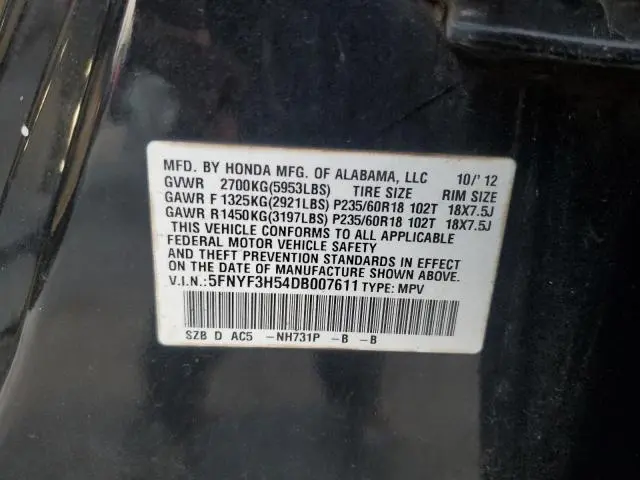 MFD. BY HONDA MFG. OF ALABAMA, LLC 10/'12
GVWR 2700KG(5953LBS) TIRE SIZE RIM SIZE
GAWR F 1325KG(2921LBS) P235/60R18 102T 18X7.5J
GAWR R1450KG(3197LBS) P235/60R18 102T 18X7.5J
THIS VEHICLE CONFORMS TO ALL APPLICABLE
FEDERAL MOTOR VEHICLE SAFETY
AND THEFT PREVENTION STANDARDS IN EFFECT
ON THE DATE OF MANUFACTURE SHOWN ABOVE.
V.I.N.:5FNYF3H54DB007611 TYPE: MPV
SZB D AC5 -NH731P -B -B